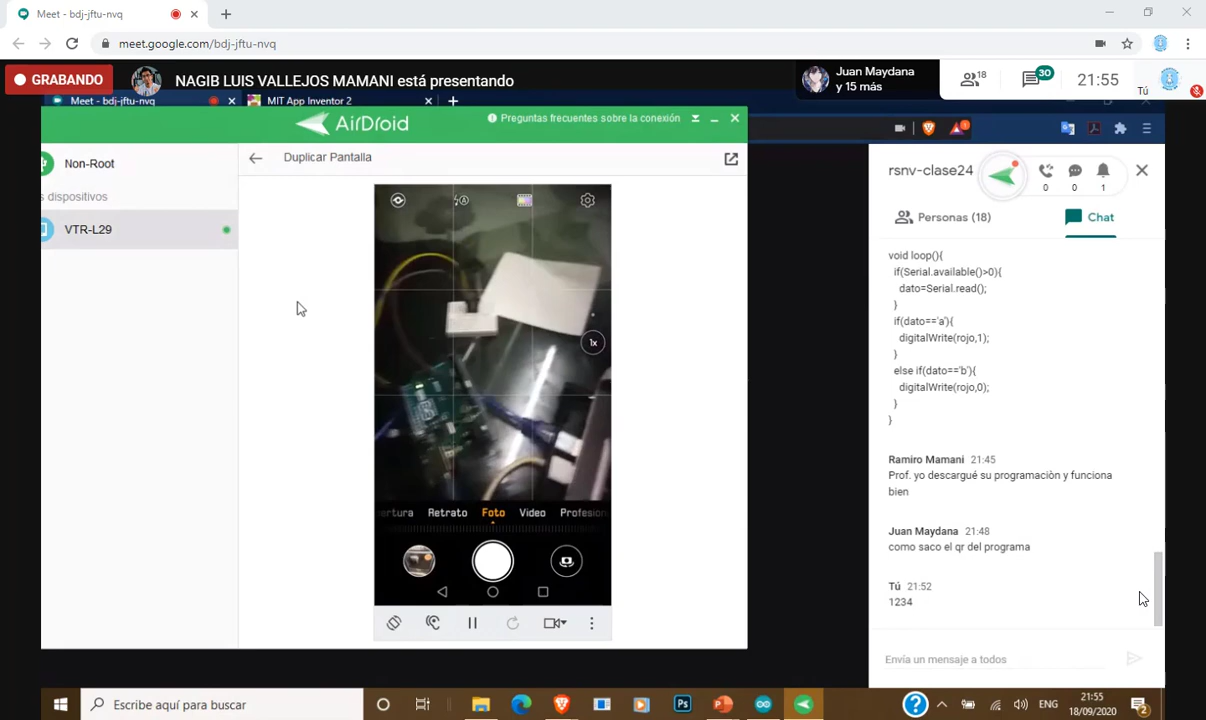 Meet - bdj-jftu-nvq
meet.google.com/bdj-jftu-nvq
GRABANDO
NAGIB LUIS VALLEJOS MAMANI está presentando
Juan Maydana
y 15 más
18
30
21:55
Tú
Meet - bdj-jftu-nvq
MIT App Inventor 2
AirDroid
Preguntas frecuentes sobre la conexión
Non-Root
s dispositivos
VTR-L29
Duplicar Pantalla
1x
ertura
Retrato
Foto
Video
Profesion
rsnv-clase24
0
0
1
Personas (18)
Chat
void loop(){
if(Serial.available()>0){
dato=Serial.read();
}
if(dato=='a'){
digitalWrite(rojo,1);
}
else if(dato=='b'){
digitalWrite(rojo,0);
}
}
Ramiro Mamani 21:45
Prof. yo descargué su programaciòn y funciona
bien
Juan Maydana 21:48
como saco el qr del programa
Tú 21:52
1234
Envía un mensaje a todos
Escribe aquí para buscar
Ps
ENG
21:55
18/09/2020
2